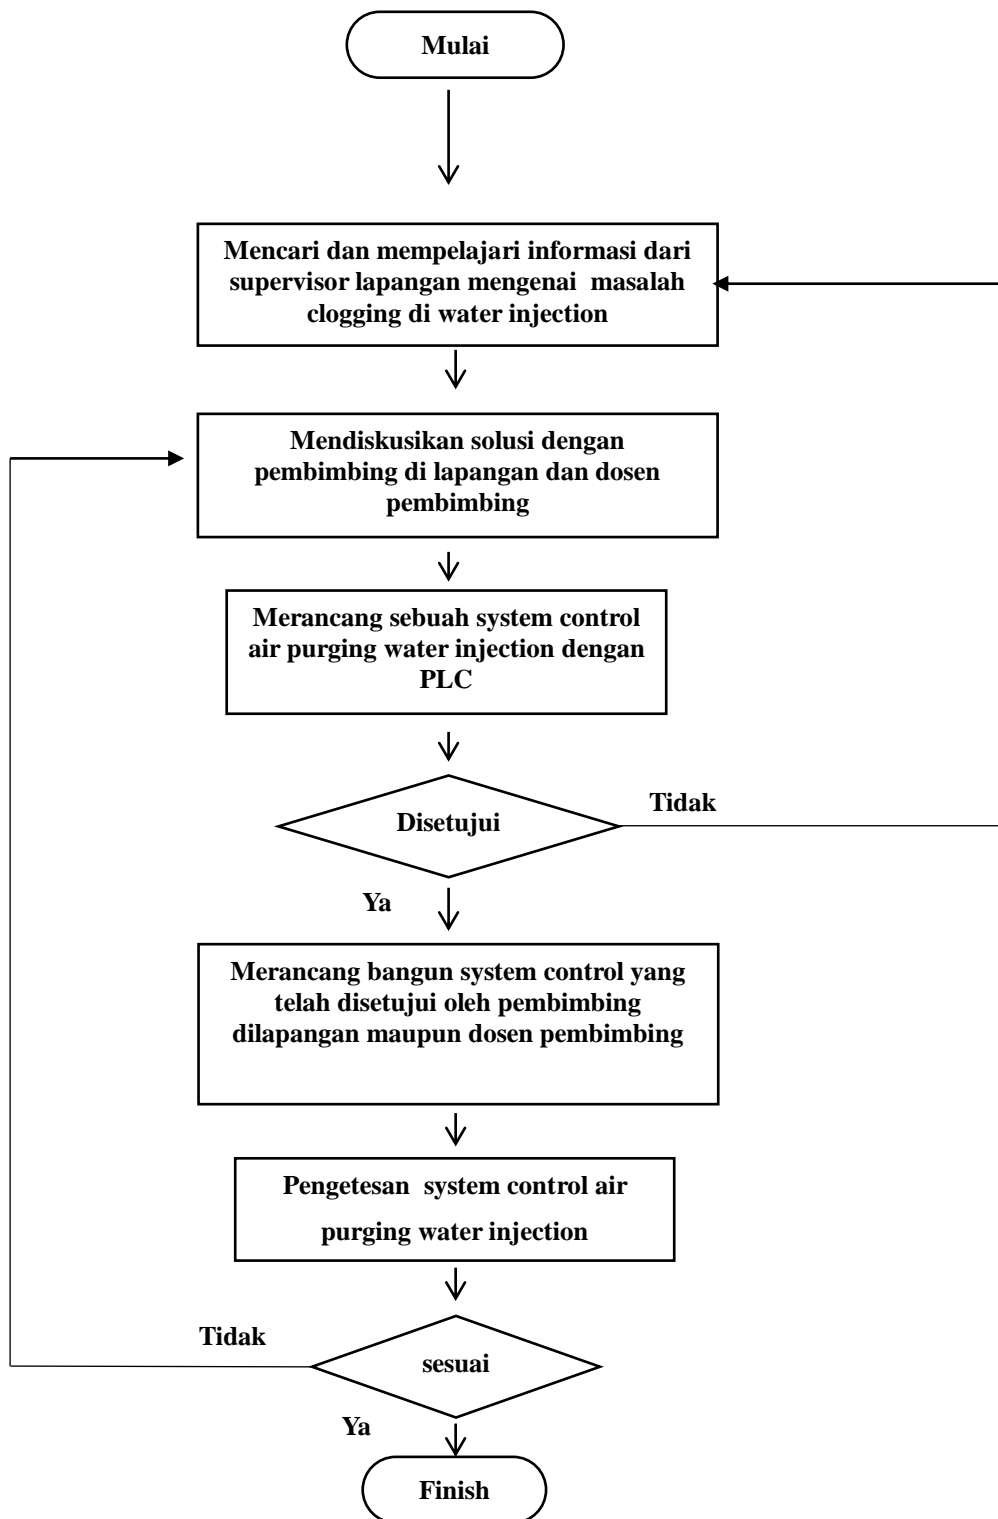 Mulai
Mencari dan mempelajari informasi dari
supervisor lapangan mengenai masalah
clogging di water injection
Mendiskusikan solusi dengan
pembimbing di lapangan dan dosen
pembimbing
Merancang sebuah system control
air purging water injection dengan
PLC
Disetujui
Tidak
Ya
Merancang bangun system control yang
telah disetujui oleh pembimbing
dilapangan maupun dosen pembimbing
Pengetesan system control air
purging water injection
Tidak
sesuai
Ya
Finish